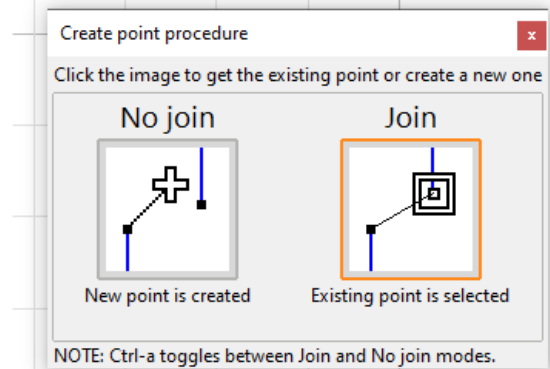 Create point procedure
x
Click the image to get the existing point or create a new one
No join
Join
New point is created
Existing point is selected
NOTE: Ctrl-a toggles between Join and No join modes.